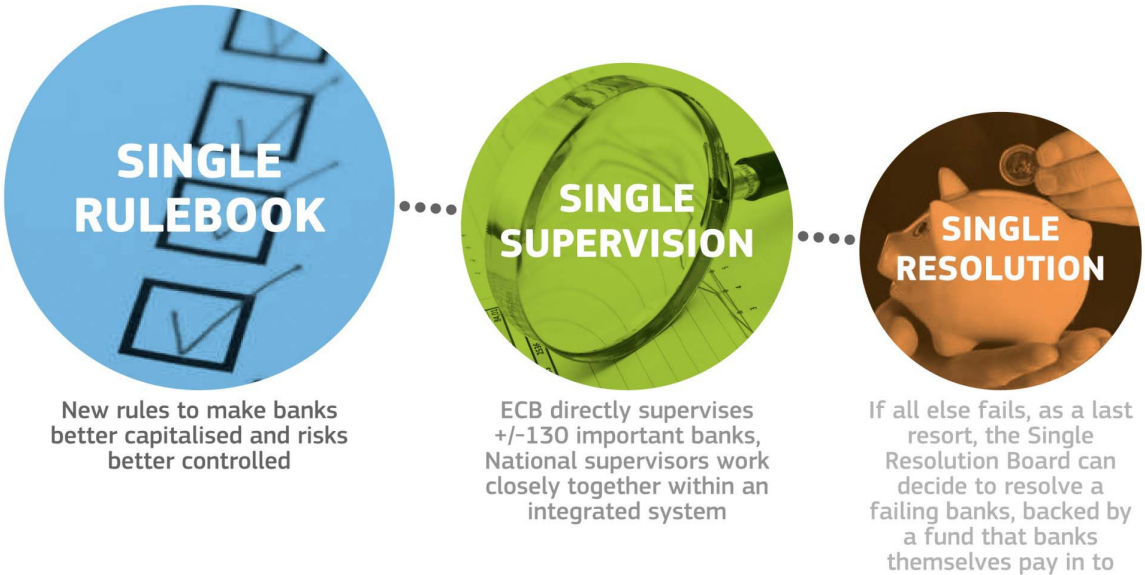 SINGLE
RULEBOOK
New rules to make banks
better capitalised and risks
better controlled
SINGLE
SUPERVISION
ECB directly supervises
+/-130 important banks,
National supervisors work
closely together within an
integrated system
SINGLE
RESOLUTION
If all else fails, as a last
resort, the Single
Resolution Board can
decide to resolve a
failing banks, backed by
a fund that banks
themselves pay in to